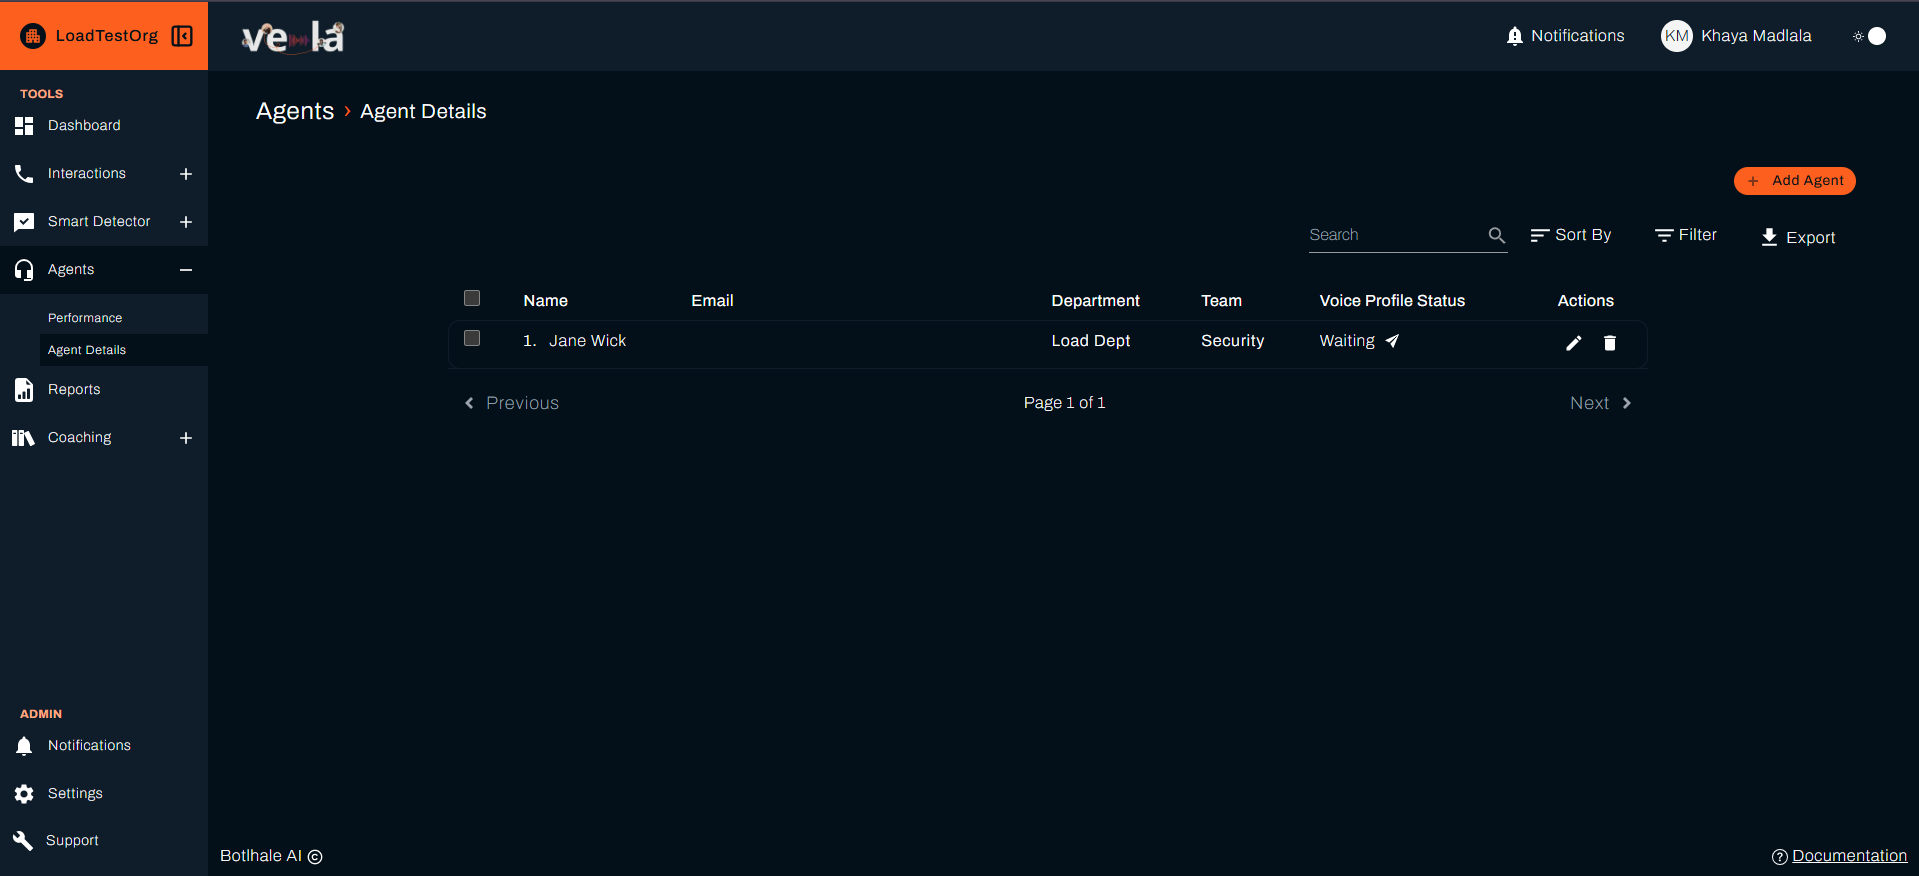 LoadTestOrg
vela
Notifications
KM Khaya Madlala
TOOLS
Dashboard
Interactions
Smart Detector
Agents
Performance
Agent Details
Reports
Coaching
ADMIN
Notifications
Settings
Support
Agents › Agent Details
+ Add Agent
Search
Sort By
Filter
Export
Name Email Department Team Voice Profile Status Actions
1. Jane Wick Load Dept Security Waiting
Previous Page 1 of 1 Next
Botlhale AI ©
? Documentation